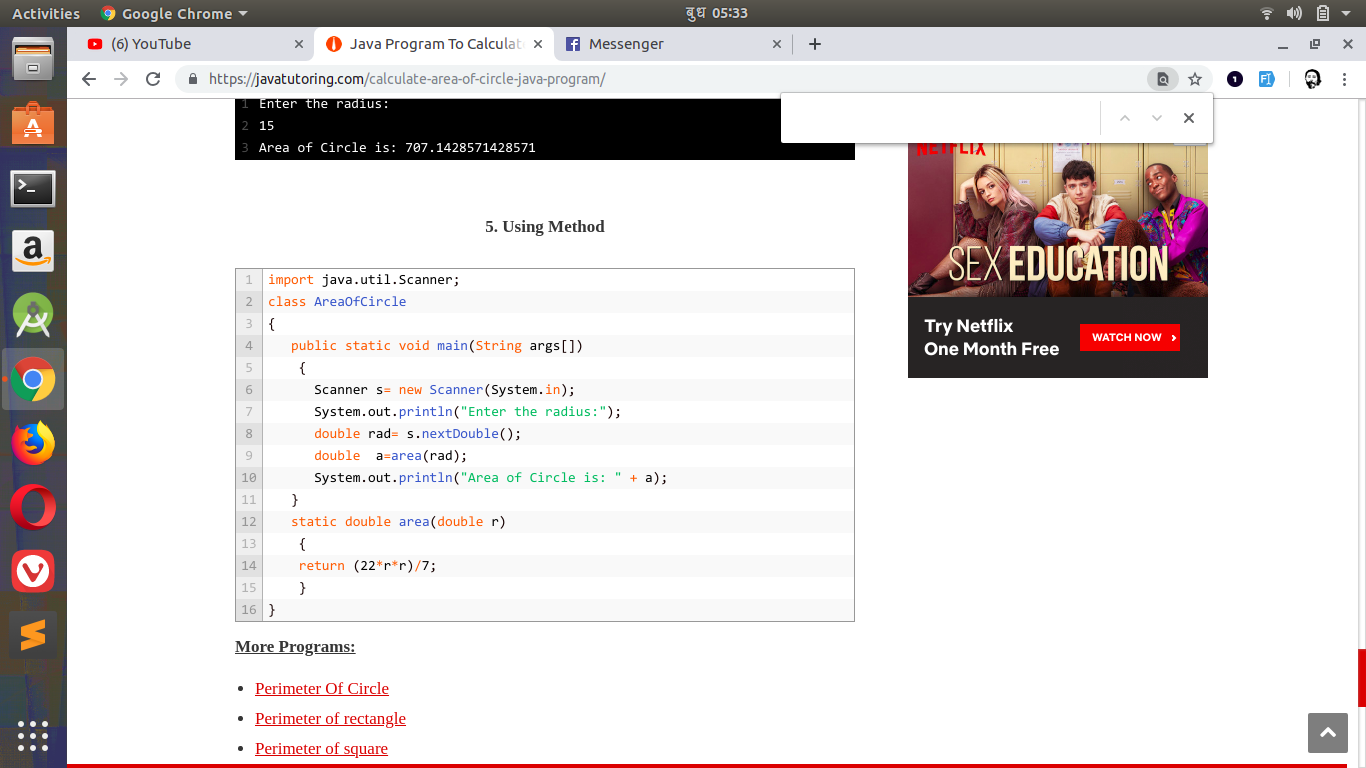 Activities
Google Chrome
बुध 05:33
(6) YouTube
Java Program To Calculat
Messenger
https://javatutoring.com/calculate-area-of-circle-java-program/
1 Enter the radius:
2 15
3 Area of Circle is: 707.1428571428571
5. Using Method
1 import java.util.Scanner;
2 class AreaOfCircle
3 {
4 public static void main(String args[])
5 {
6 Scanner s= new Scanner(System.in);
7 System.out.println("Enter the radius:");
8 double rad= s.nextDouble();
9 double  a=area(rad);
10 System.out.println("Area of Circle is: " + a);
11 }
12 static double area(double r)
13 {
14 return (22*r*r)/7;
15 }
16 }
More Programs:
Perimeter Of Circle
Perimeter of rectangle
Perimeter of square
NETFLIX
SEX EDUCATION
Try Netflix
One Month Free
WATCH NOW